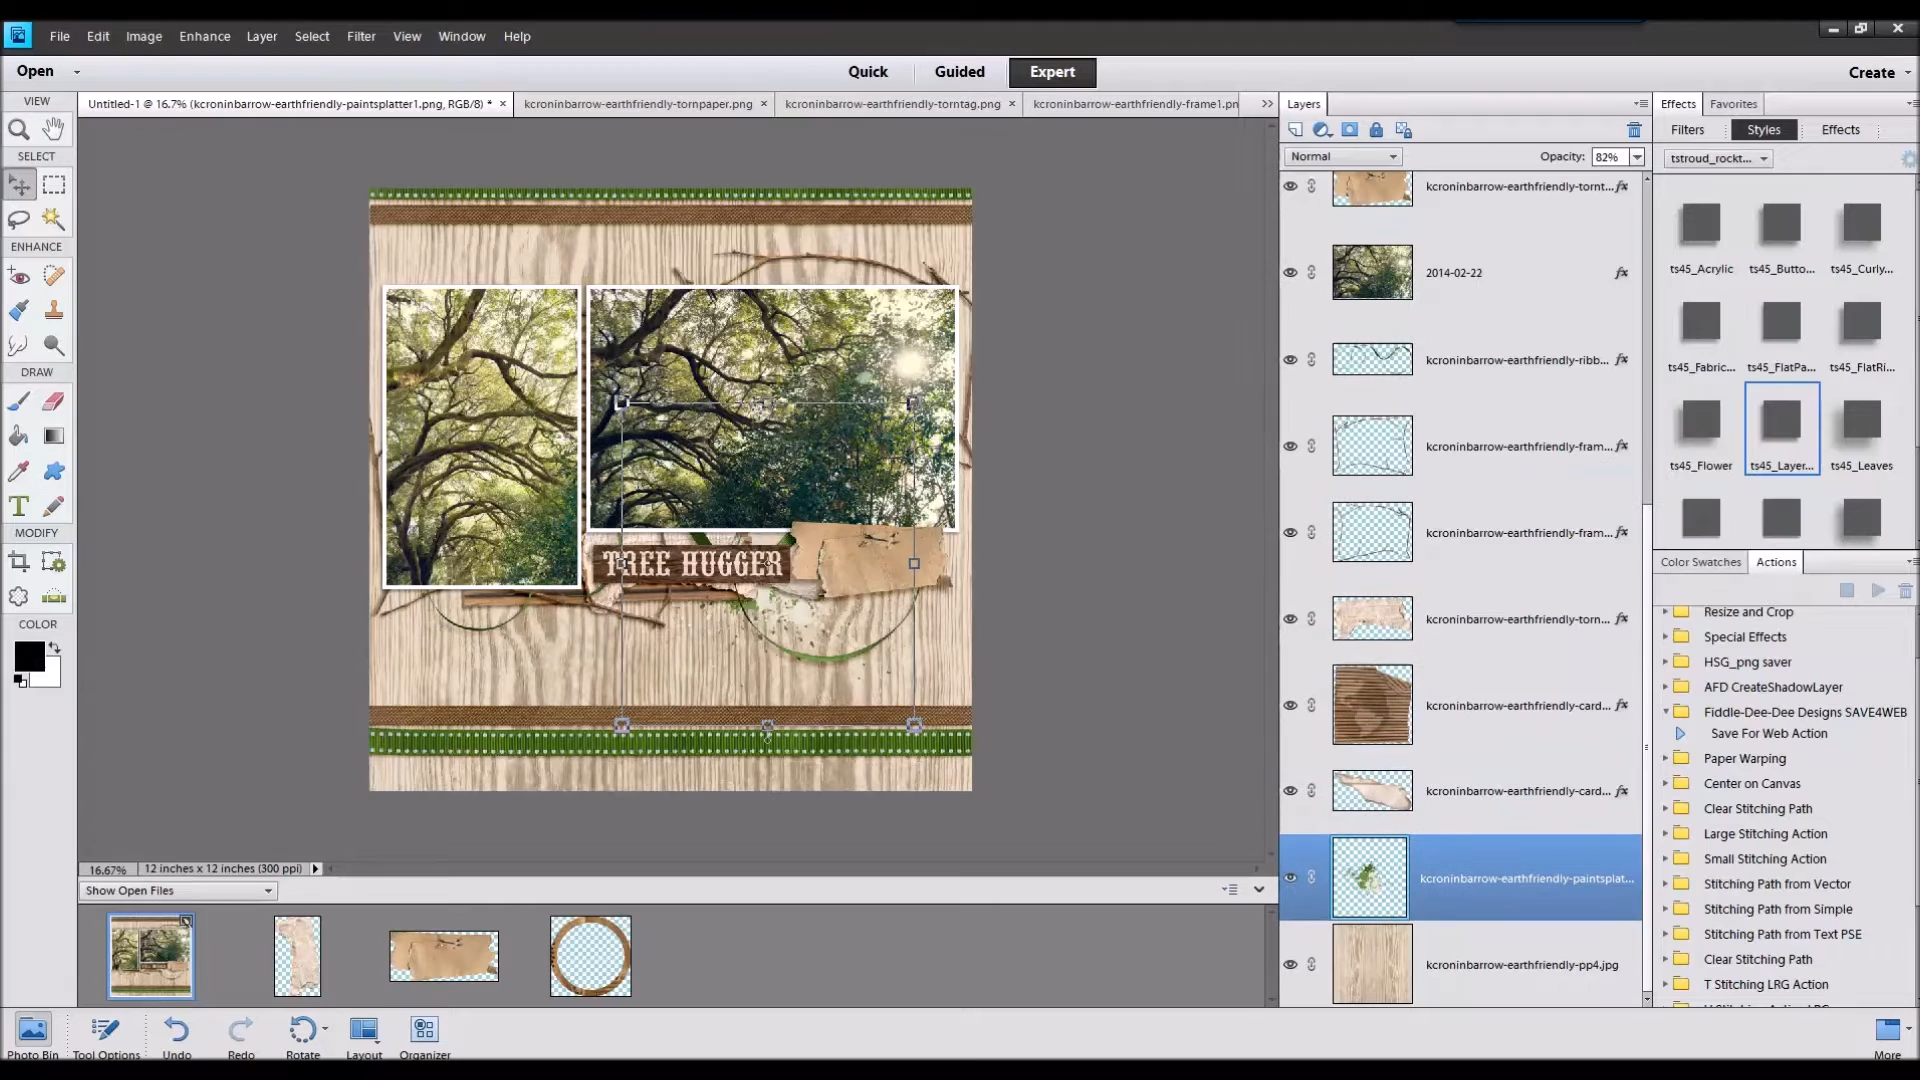 File Edit Image Enhance Layer Select Filter View Window Help
Open Quick Guided Expert Create
VIEW
SELECT
ENHANCE
DRAW
MODIFY
COLOR
Untitled-1 @ 16.7% (kcroninbarrow-earthfriendly-paintsplatter1.png, RGB/8) * × kcroninbarrow-earthfriendly-tornpaper.png × kcroninbarrow-earthfriendly-torntag.png × kcroninbarrow-earthfriendly-frame1.pn »
TREE HUGGER
16.67% 12 inches x 12 inches (300 ppi)
Show Open Files
Photo Bin Tool Options Undo Redo Rotate Layout Organizer More
Layers
Normal Opacity: 82%
kcroninbarrow-earthfriendly-tornt... fx
2014-02-22 fx
kcroninbarrow-earthfriendly-ribb... fx
kcroninbarrow-earthfriendly-fram... fx
kcroninbarrow-earthfriendly-fram... fx
kcroninbarrow-earthfriendly-torn... fx
kcroninbarrow-earthfriendly-card... fx
kcroninbarrow-earthfriendly-card... fx
kcroninbarrow-earthfriendly-paintsplat...
kcroninbarrow-earthfriendly-pp4.jpg
Effects Favorites
Filters Styles Effects
tstroud_rockt...
ts45_Acrylic ts45_Butto... ts45_Curly...
ts45_Fabric... ts45_FlatPa... ts45_FlatRi...
ts45_Flower ts45_Layer... ts45_Leaves
Color Swatches Actions
Resize and Crop
Special Effects
HSG_png saver
AFD CreateShadowLayer
Fiddle-Dee-Dee Designs SAVE4WEB
Save For Web Action
Paper Warping
Center on Canvas
Clear Stitching Path
Large Stitching Action
Small Stitching Action
Stitching Path from Vector
Stitching Path from Simple
Stitching Path from Text PSE
Clear Stitching Path
T Stitching LRG Action